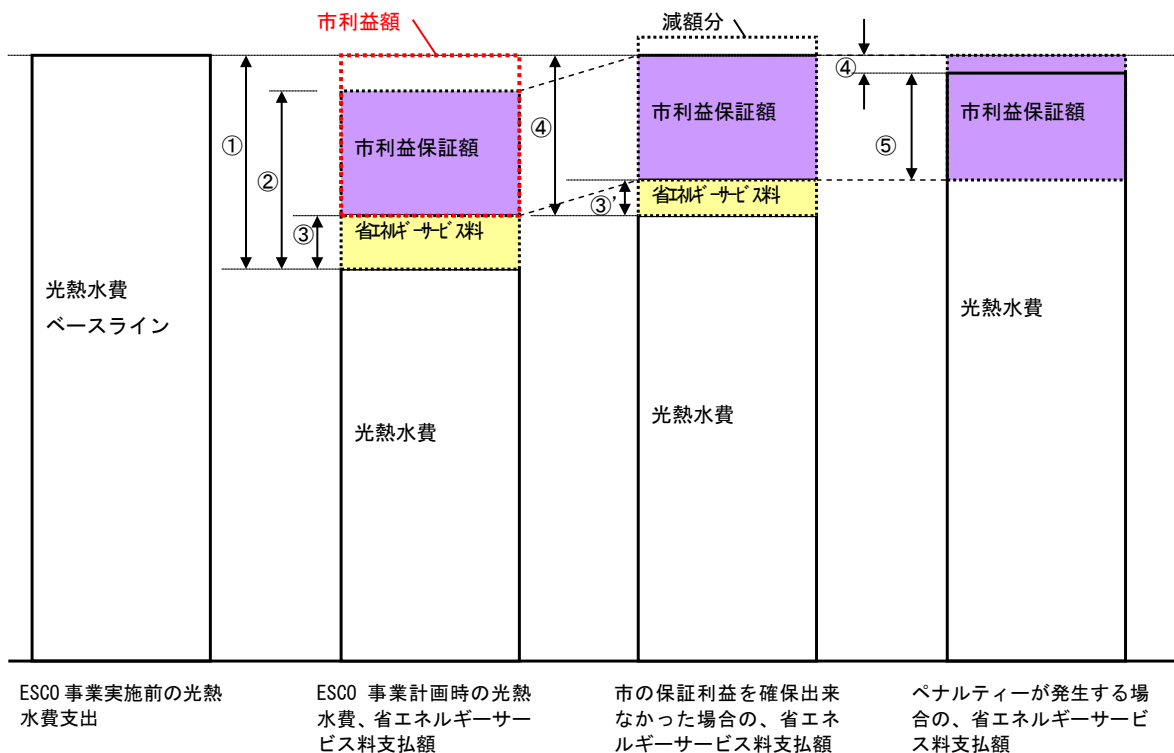 市利益額
減額分
①
②
③
市利益保証額
省エネルギーサービス料
④
③’
市利益保証額
省エネルギーサービス料
④
⑤
市利益保証額
光熱水費
ベースライン
光熱水費
光熱水費
光熱水費
ESCO 事業実施前の光熱
水費支出
ESCO 事業計画時の光熱
水費、省エネルギーサー
ビス料支払額
市の保証利益を確保出来
なかった場合の、省エネ
ルギーサービス料支払額
ペナルティーが発生する場
合の、省エネルギーサービ
ス料支払額